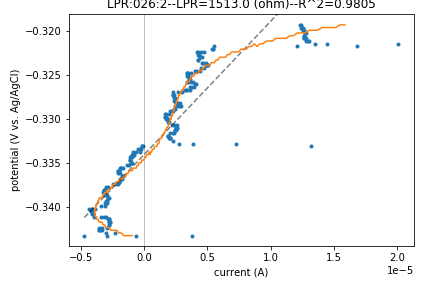 LPR:026:2--LPR=1513.0 (ohm)--R^2=0.9805
−0.320
−0.325
−0.330
−0.335
−0.340
potential (V vs. Ag/AgCl)
−0.5
0.0
0.5
1.0
1.5
2.0
1e−5
current (A)